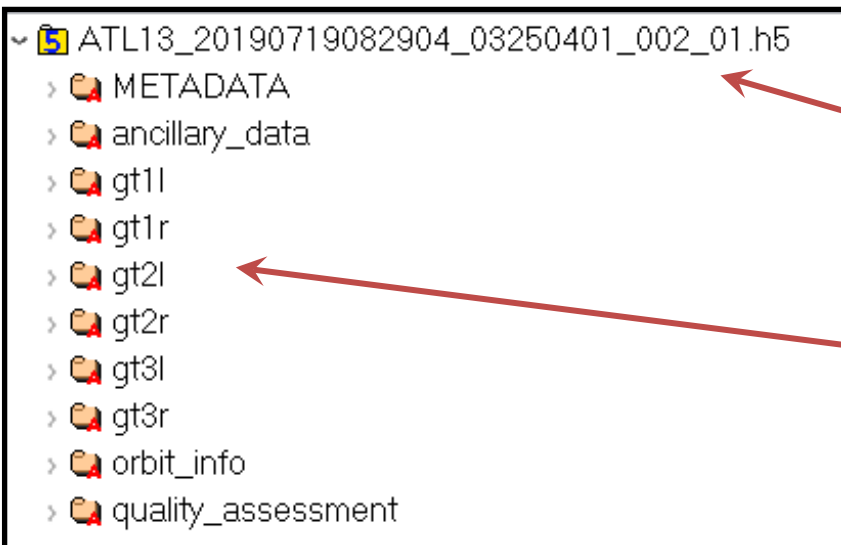 ATL13_20190719082904_03250401_002_01.h5
METADATA
ancillary_data
gt1l
gt1r
gt2l
gt2r
gt3l
gt3r
orbit_info
quality_assessment